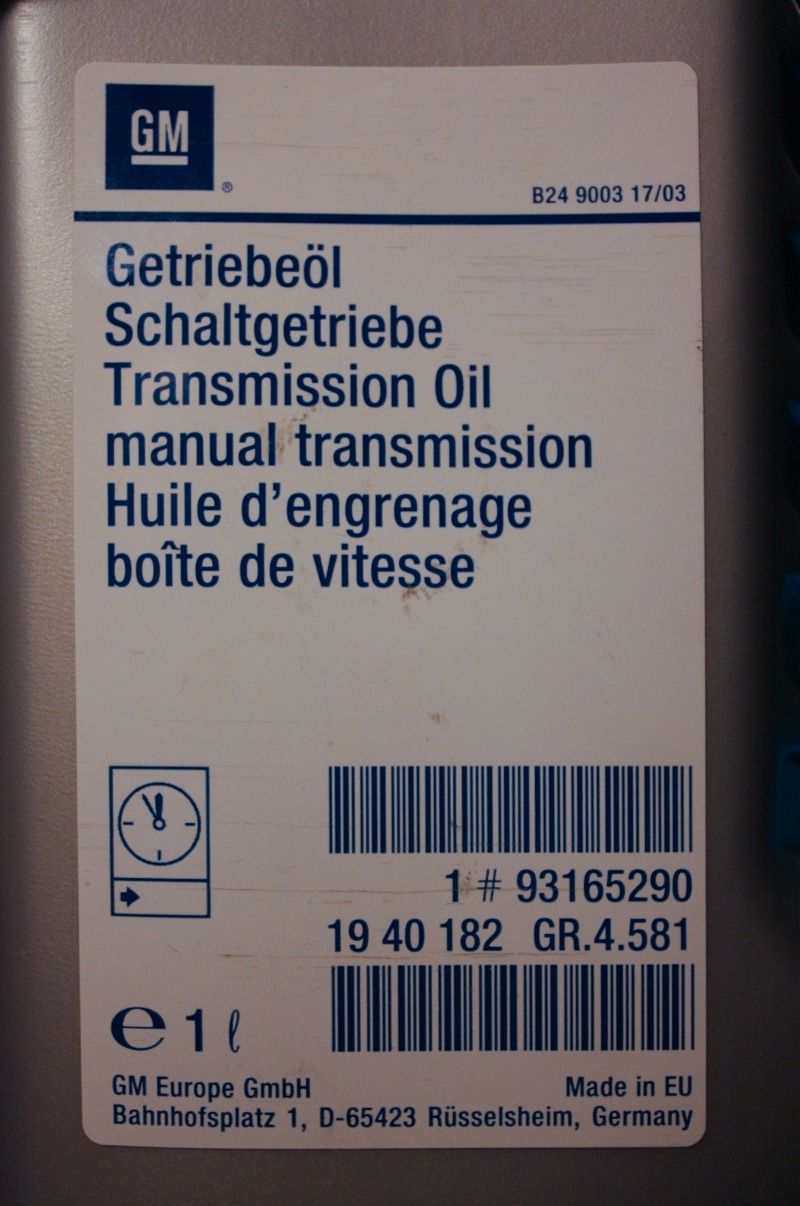 GM
®
B24 9003 17/03
Getriebeöl
Schaltgetriebe
Transmission Oil
manual transmission
Huile d'engrenage
boîte de vitesse
1 # 93165290
19 40 182 GR.4.581
e 1 ℓ
GM Europe GmbH Made in EU
Bahnhofsplatz 1, D-65423 Rüsselsheim, Germany